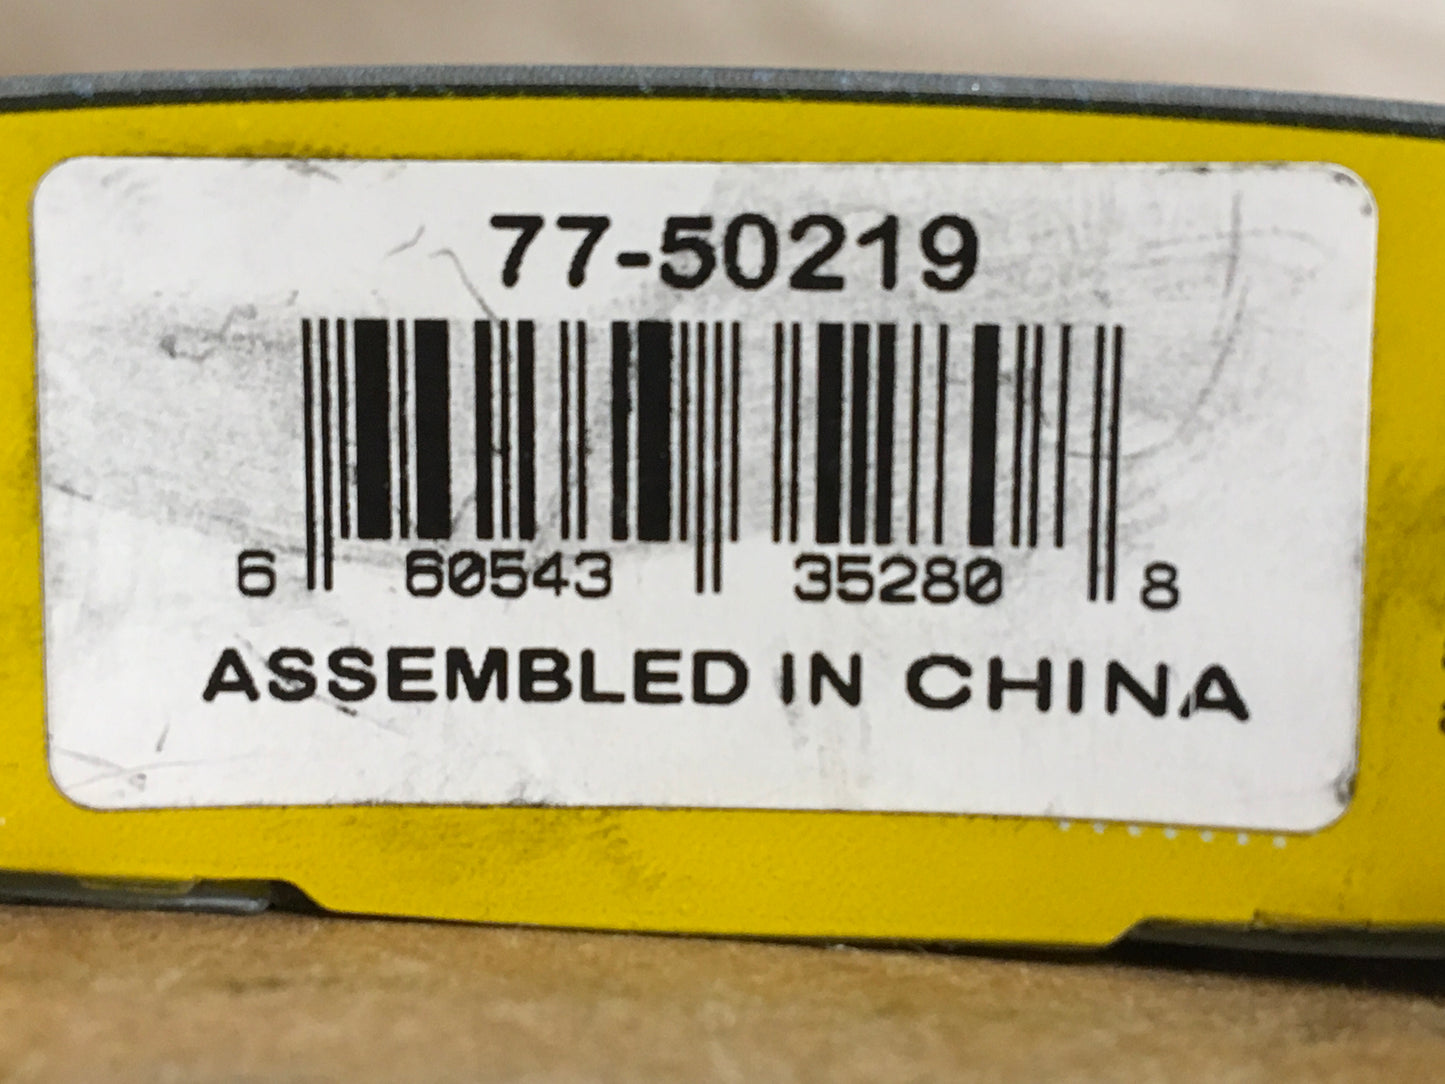 77-50219
6 60543 35280 8
ASSEMBLED IN CHINA